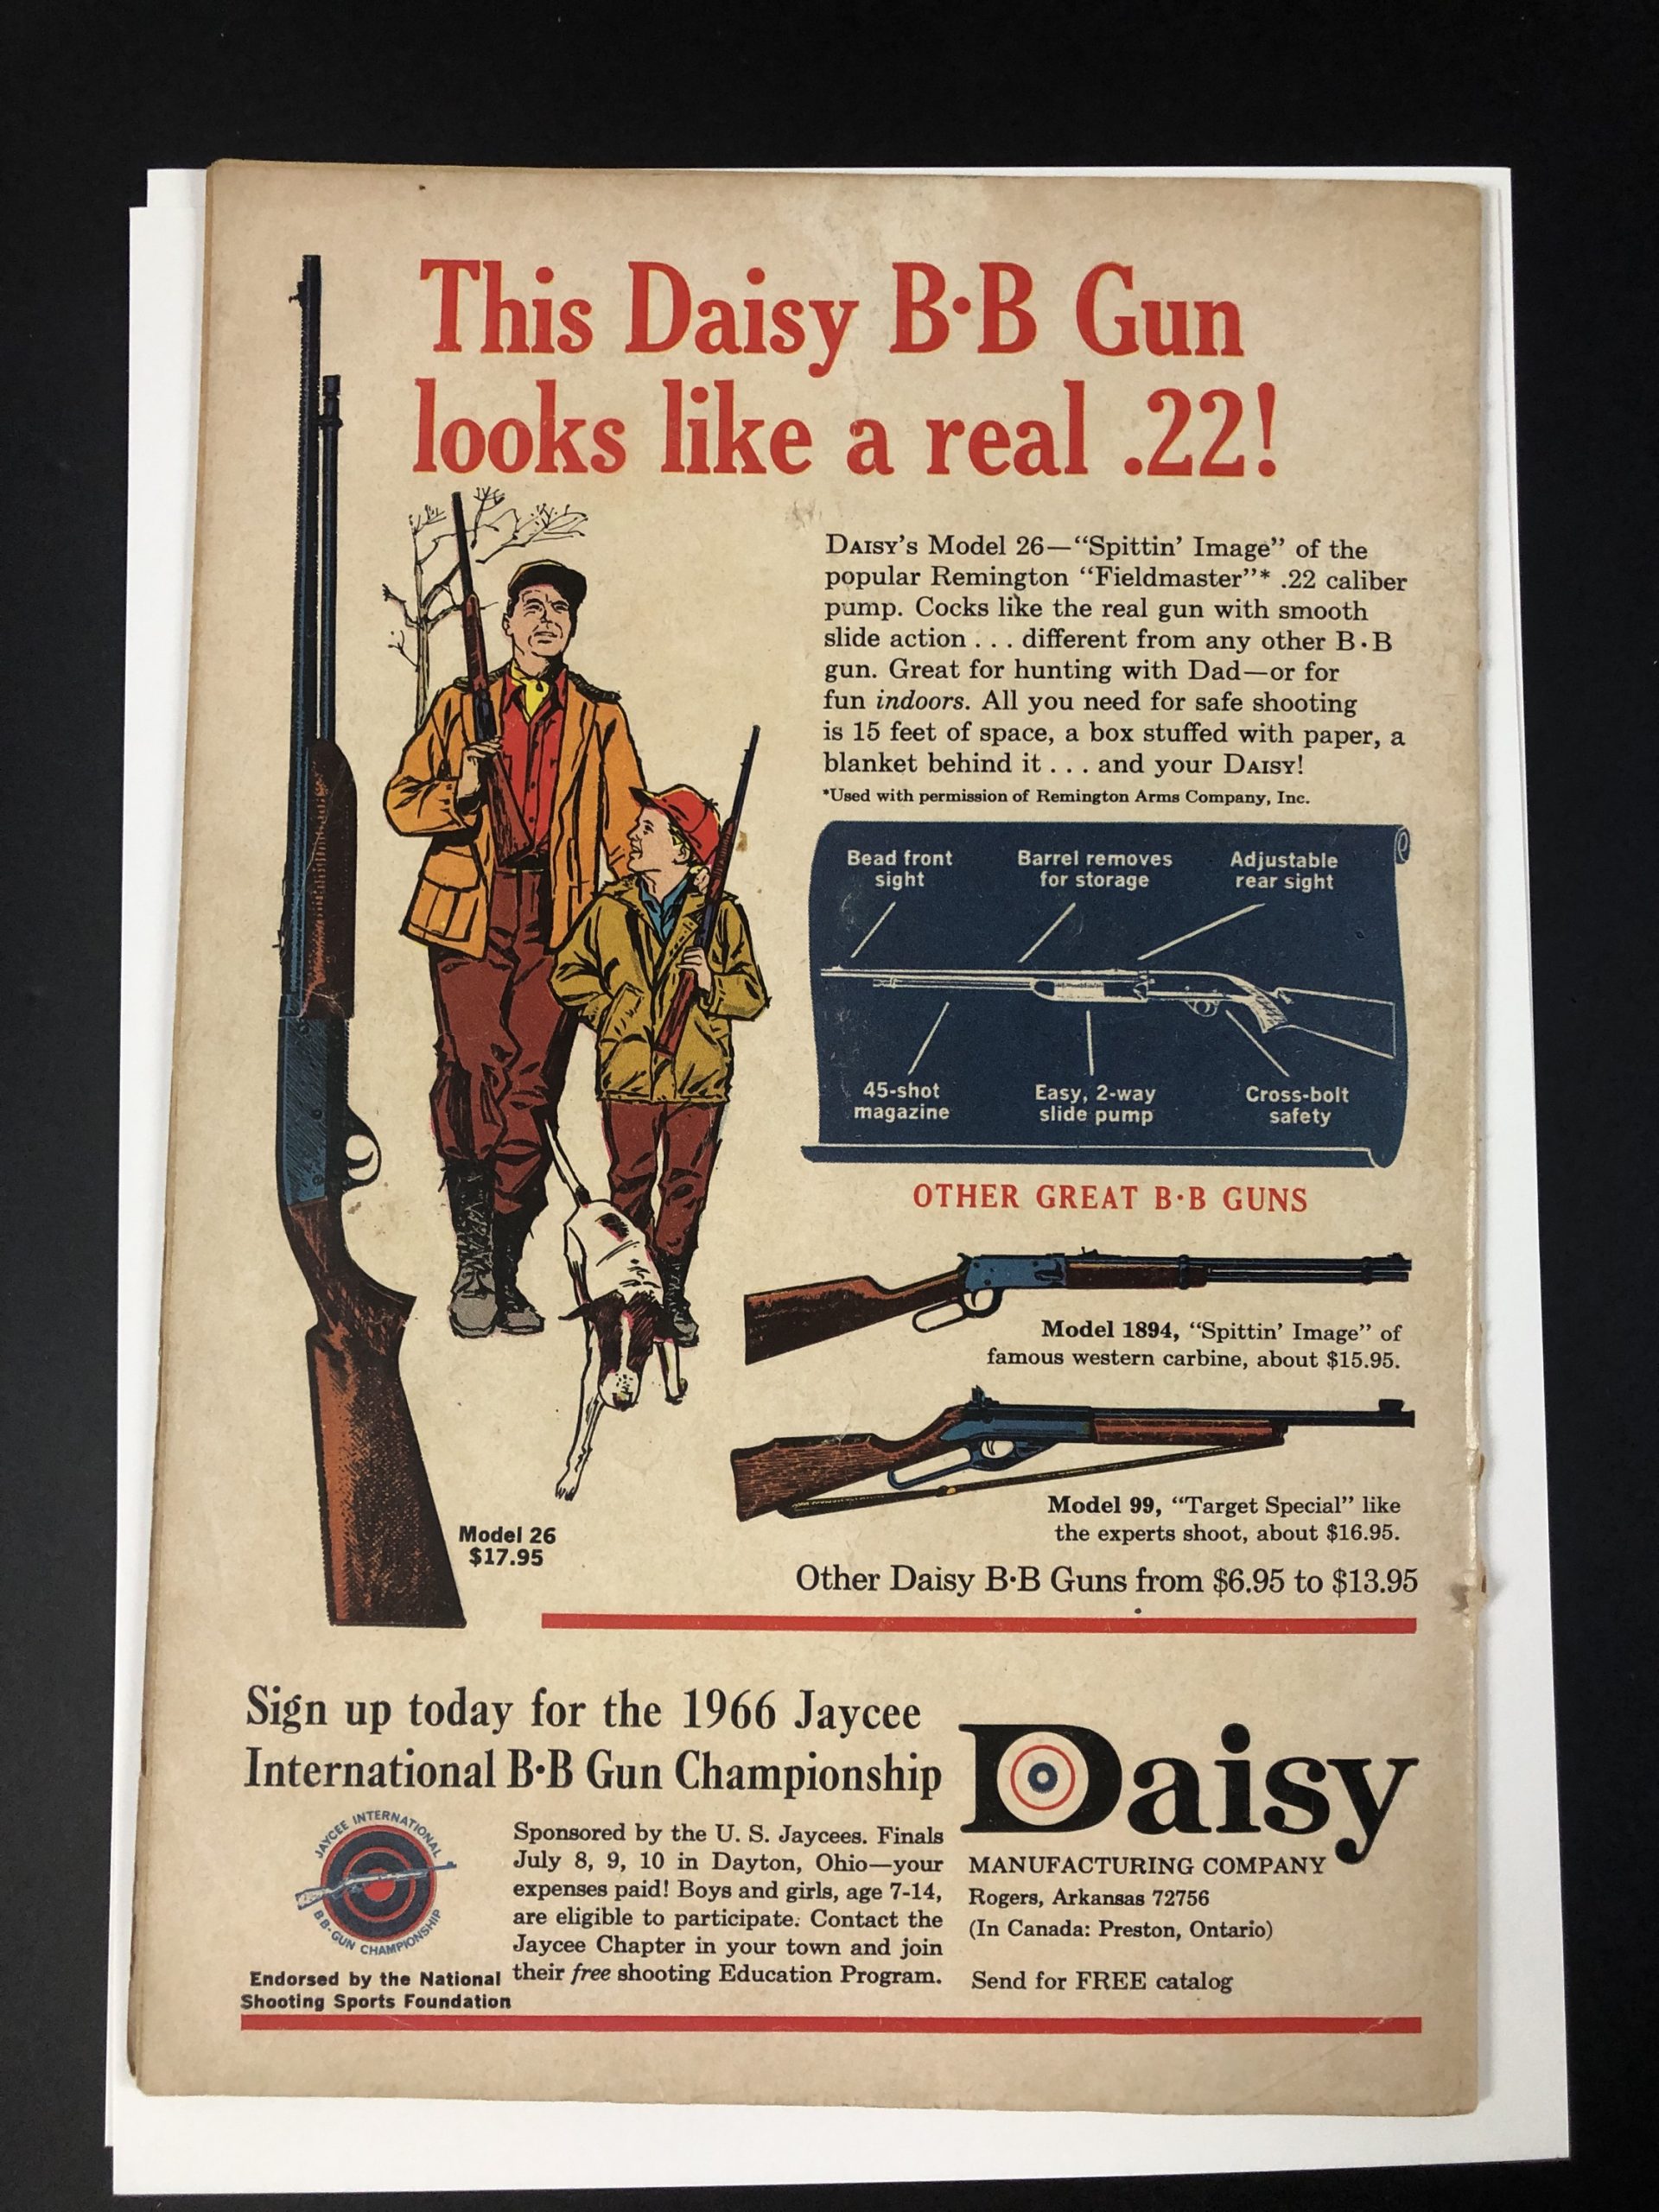 This Daisy B·B Gun
looks like a real .22!
DAISY'S Model 26—“Spittin' Image” of the
popular Remington “Fieldmaster”* .22 caliber
pump. Cocks like the real gun with smooth
slide action . . . different from any other B·B
gun. Great for hunting with Dad—or for
fun indoors. All you need for safe shooting
is 15 feet of space, a box stuffed with paper, a
blanket behind it . . . and your DAISY!
*Used with permission of Remington Arms Company, Inc.
Bead front
sight
Barrel removes
for storage
Adjustable
rear sight
45-shot
magazine
Easy, 2-way
slide pump
Cross-bolt
safety
OTHER GREAT B·B GUNS
Model 1894, “Spittin' Image” of
famous western carbine, about $15.95.
Model 99, “Target Special” like
the experts shoot, about $16.95.
Model 26
$17.95
Other Daisy B·B Guns from $6.95 to $13.95
Sign up today for the 1966 Jaycee
International B·B Gun Championship
JAYCEE INTERNATIONAL
BB·GUN CHAMPIONSHIP
Endorsed by the National
Shooting Sports Foundation
Sponsored by the U. S. Jaycees. Finals
July 8, 9, 10 in Dayton, Ohio—your
expenses paid! Boys and girls, age 7-14,
are eligible to participate. Contact the
Jaycee Chapter in your town and join
their free shooting Education Program.
Daisy
MANUFACTURING COMPANY
Rogers, Arkansas 72756
(In Canada: Preston, Ontario)
Send for FREE catalog